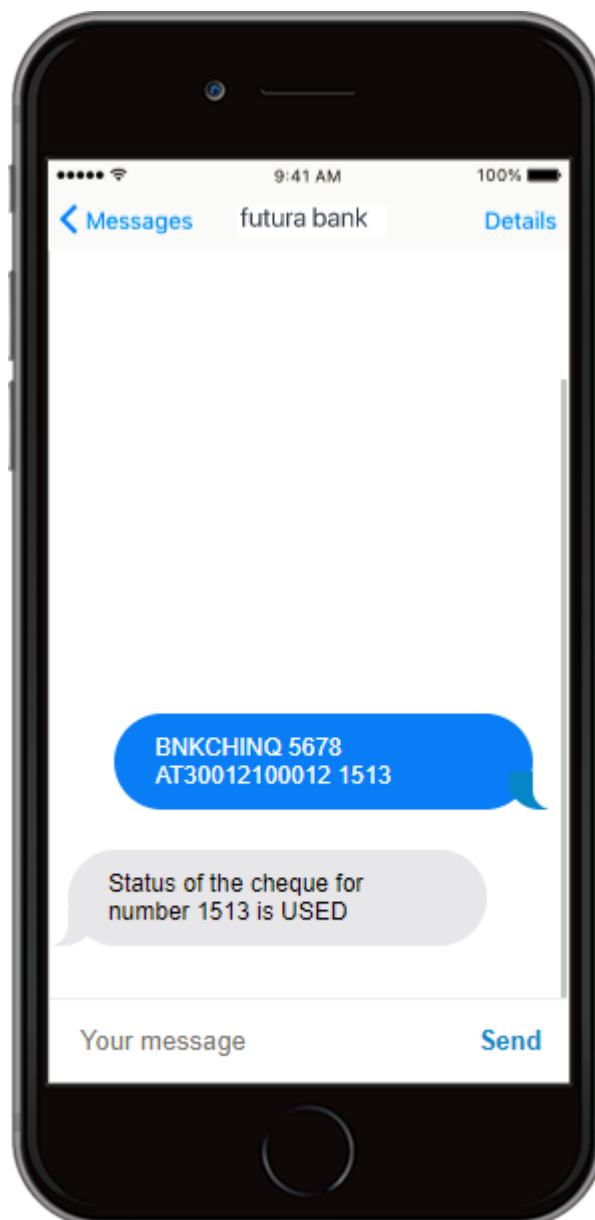 9:41 AM 100%
Messages futura bank Details
BNKCHINQ 5678
AT30012100012 1513
Status of the cheque for
number 1513 is USED
Your message Send